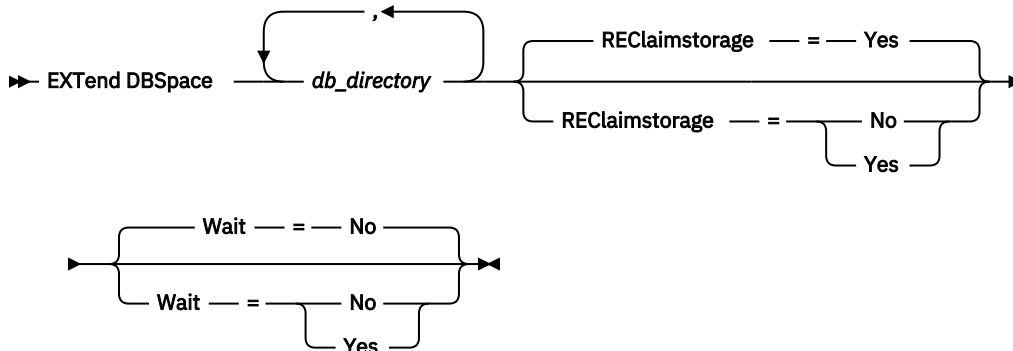 ,
REClaimstorage = Yes
EXTend DBSpace db_directory
REClaimstorage = No
Yes
Wait = No
Wait = No
Yes